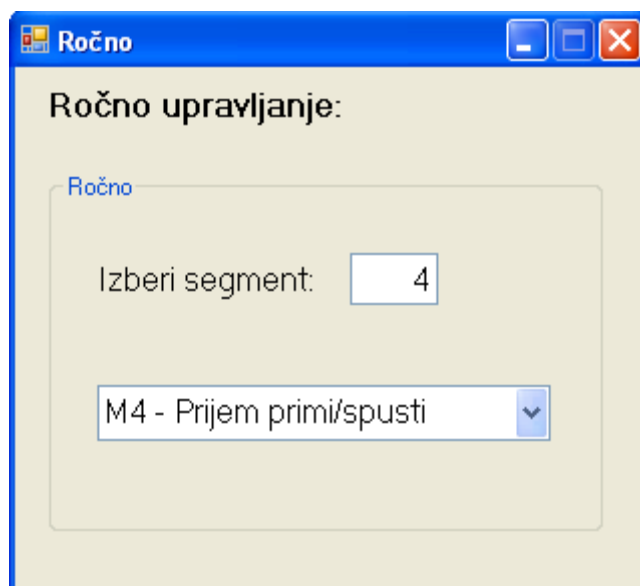 Ročno
Ročno upravljanje:
Ročno
Izberi segment: 4
M4 - Prijem primi/spusti